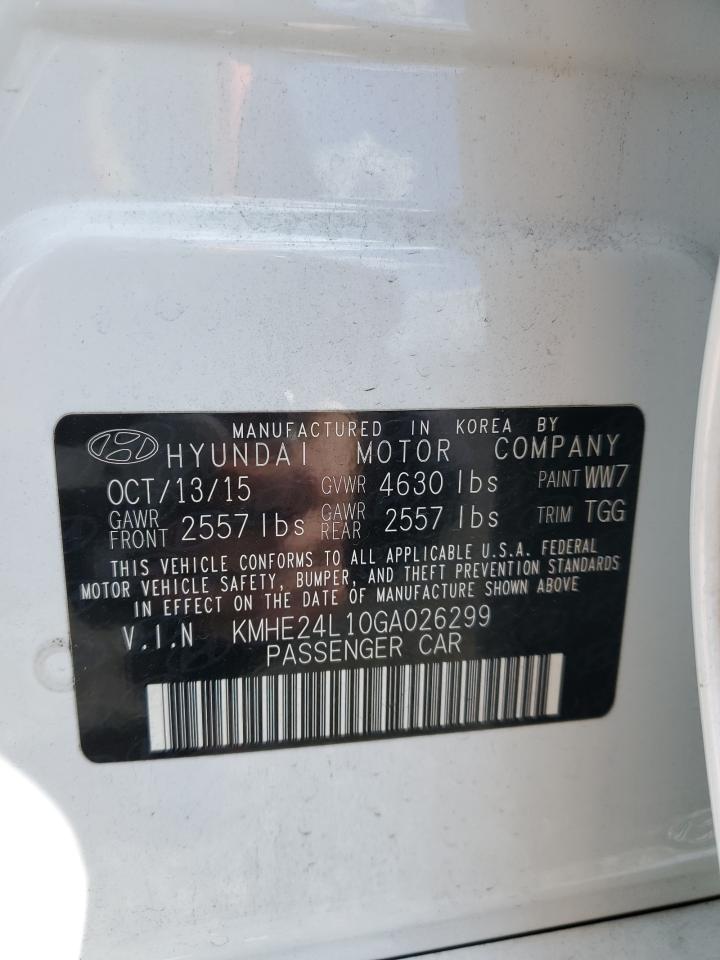 MANUFACTURED IN KOREA BY
HYUNDAI MOTOR COMPANY
OCT/13/15 GVWR 4630 lbs PAINT WW7
GAWR FRONT 2557 lbs GAWR REAR 2557 lbs TRIM TGG
THIS VEHICLE CONFORMS TO ALL APPLICABLE U.S.A. FEDERAL
MOTOR VEHICLE SAFETY, BUMPER, AND THEFT PREVENTION STANDARDS
IN EFFECT ON THE DATE OF MANUFACTURE SHOWN ABOVE
V.I.N KMHE24L10GA026299
PASSENGER CAR